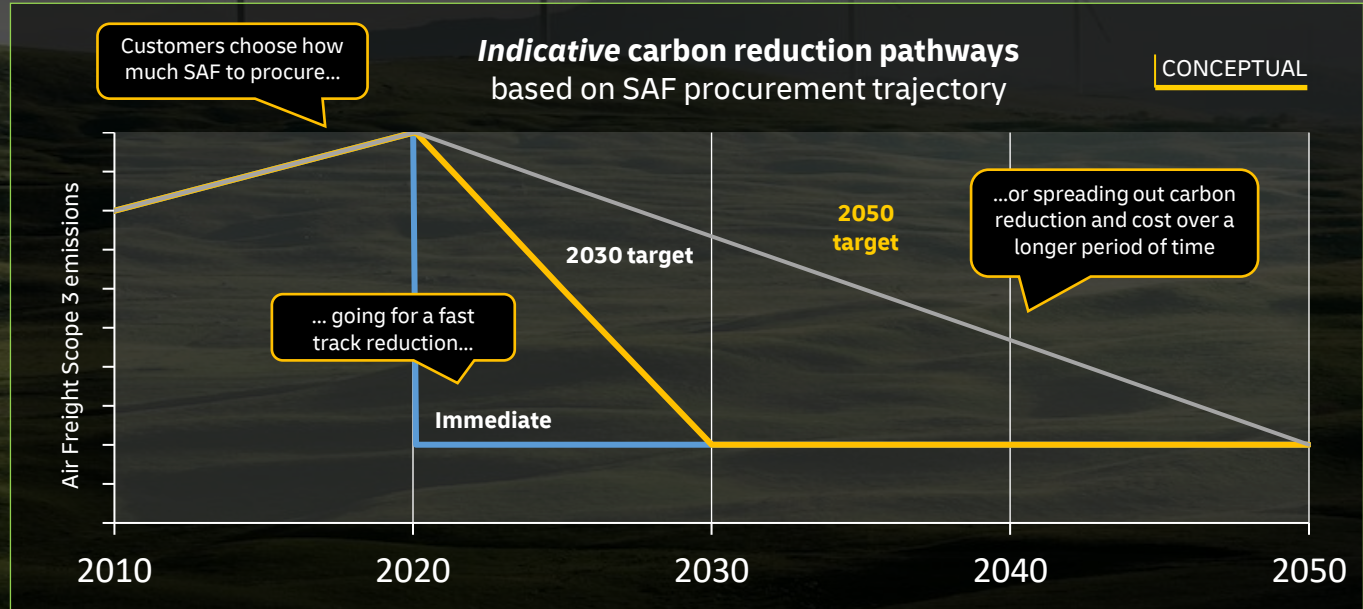 Customers choose how
much SAF to procure...
Indicative carbon reduction pathways
based on SAF procurement trajectory
CONCEPTUAL
Air Freight Scope 3 emissions
2050
target
...or spreading out carbon
reduction and cost over a
longer period of time
2030 target
... going for a fast
track reduction...
Immediate
2010
2020
2030
2040
2050